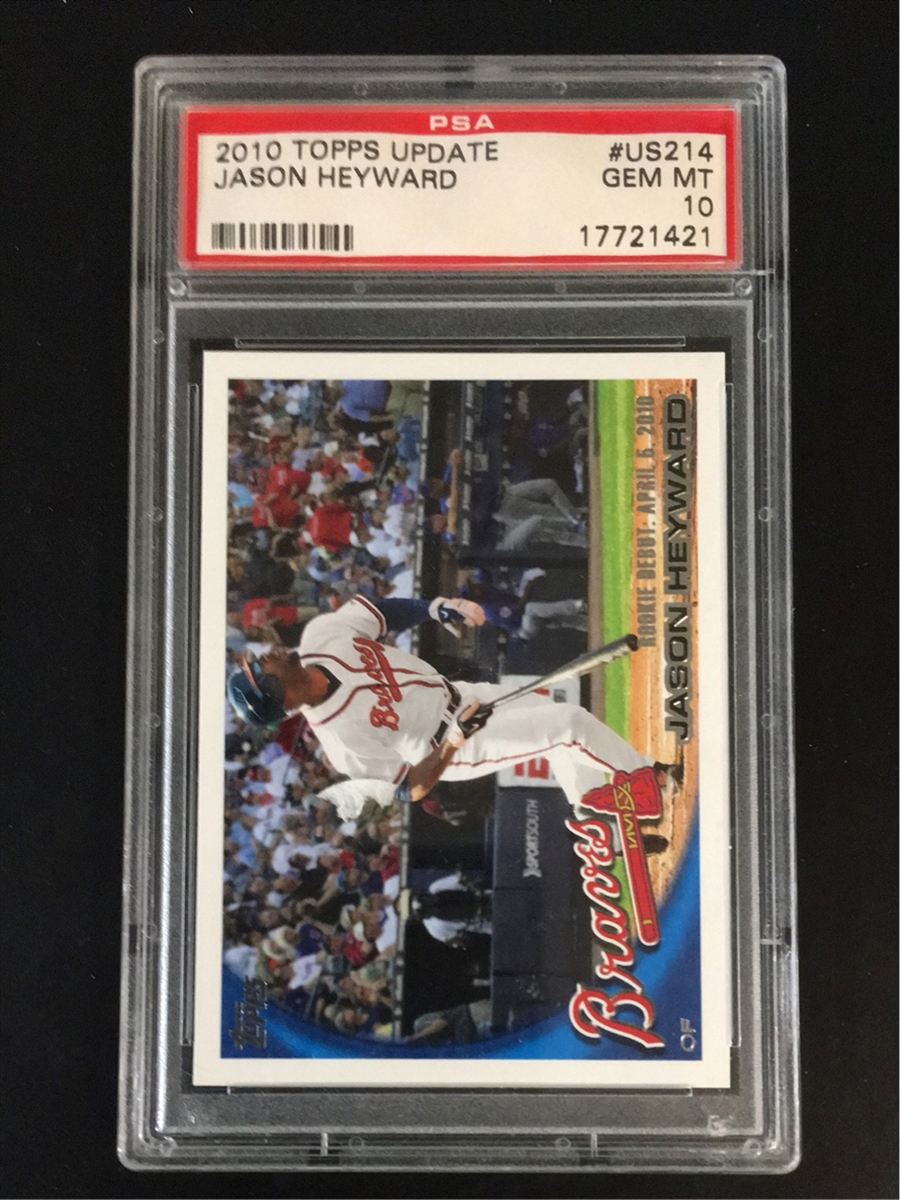 PSA
2010 TOPPS UPDATE #US214
JASON HEYWARD GEM MT
10
17721421
ROOKIE DEBUT: APRIL 5, 2010
JASON HEYWARD
Braves
SPORTSOUTH
Braves
OF
TOPPS